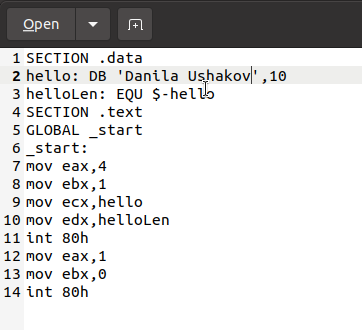 Open
1 SECTION .data
2 hello: DB 'Danila Ushakov',10
3 helloLen: EQU $-hello
4 SECTION .text
5 GLOBAL _start
6 _start:
7 mov eax,4
8 mov ebx,1
9 mov ecx,hello
10 mov edx,helloLen
11 int 80h
12 mov eax,1
13 mov ebx,0
14 int 80h